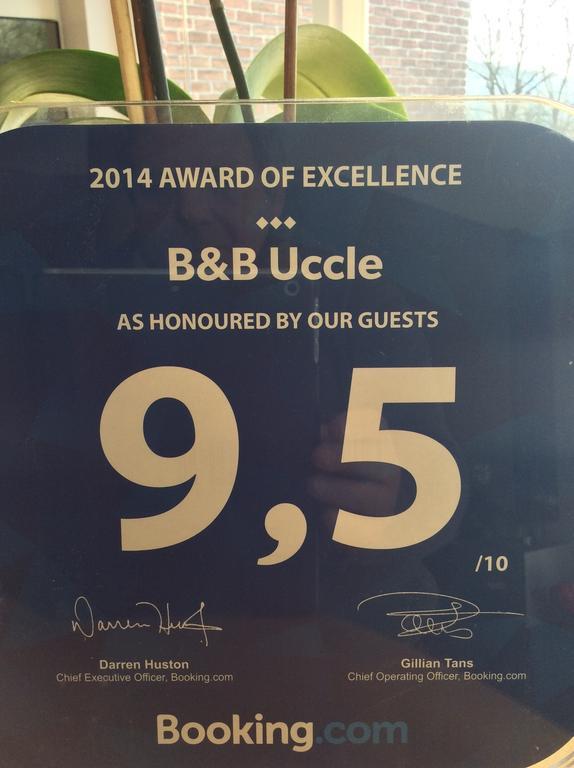 2014 AWARD OF EXCELLENCE
B&B Uccle
AS HONOURED BY OUR GUESTS
9,5
/10
Darren Huston
Chief Executive Officer, Booking.com
Gillian Tans
Chief Operating Officer, Booking.com
Booking.com